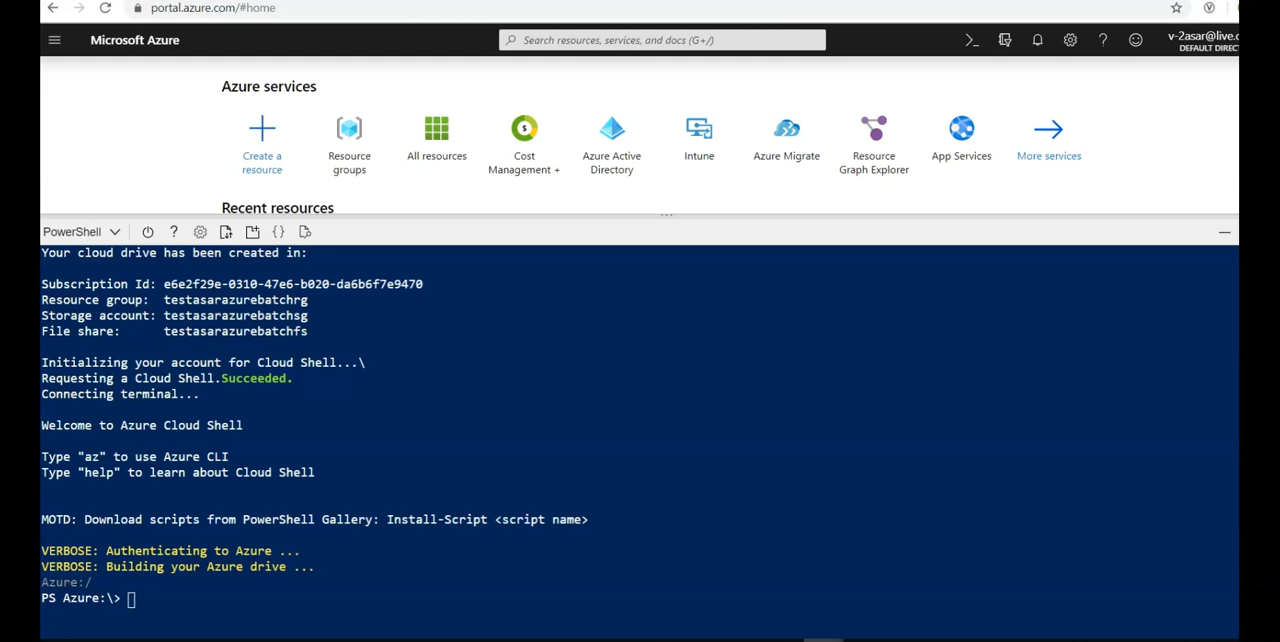 portal.azure.com/#home
Microsoft Azure
Search resources, services, and docs (G+/)
v-2asar@live.c
DEFAULT DIREC
Azure services
Create a resource
Resource groups
All resources
Cost Management +
Azure Active Directory
Intune
Azure Migrate
Resource Graph Explorer
App Services
More services
Recent resources
PowerShell
Your cloud drive has been created in:
Subscription Id: e6e2f29e-0310-47e6-b020-da6b6f7e9470
Resource group:  testasarazurebatchrg
Storage account: testasarazurebatchsg
File share:      testasarazurebatchfs
Initializing your account for Cloud Shell...\
Requesting a Cloud Shell.Succeeded.
Connecting terminal...
Welcome to Azure Cloud Shell
Type "az" to use Azure CLI
Type "help" to learn about Cloud Shell
MOTD: Download scripts from PowerShell Gallery: Install-Script <script name>
VERBOSE: Authenticating to Azure ...
VERBOSE: Building your Azure drive ...
Azure:/
PS Azure:\>